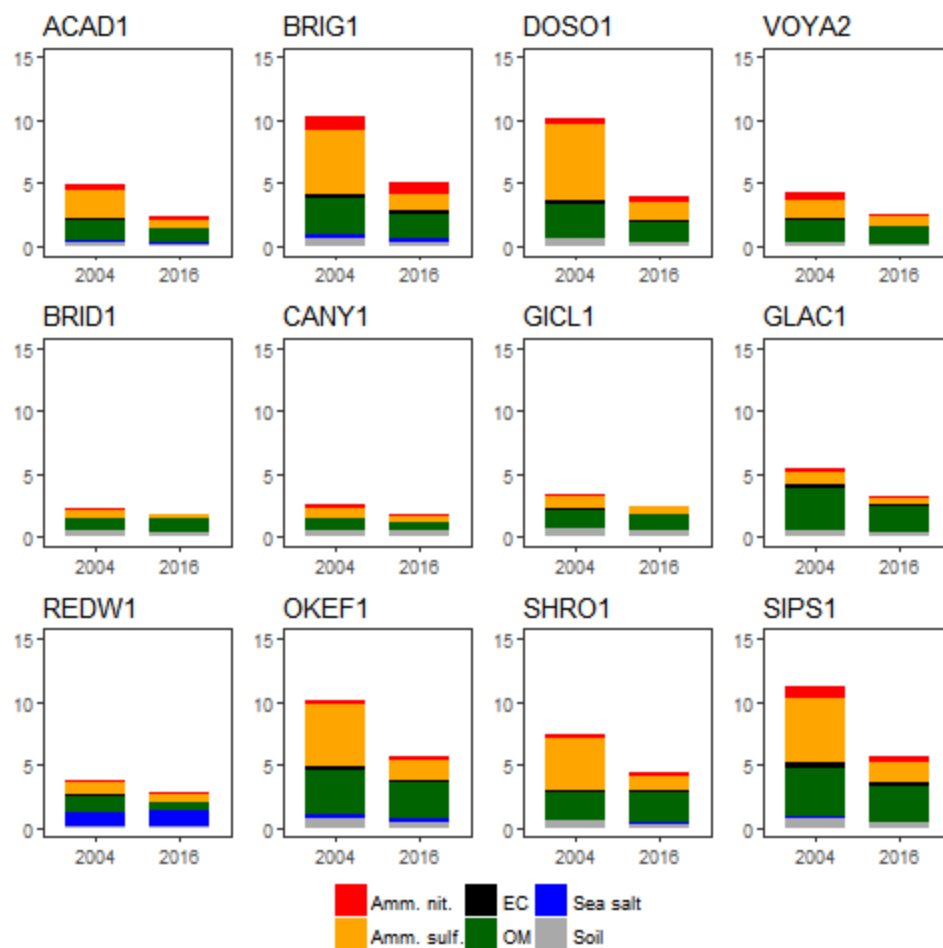 ACAD1 BRIG1 DOSO1 VOYA2
15 15 15 15
10 10 10 10
5 5 5 5
0 0 0 0
2004 2016 2004 2016 2004 2016 2004 2016
BRID1 CANY1 GICL1 GLAC1
15 15 15 15
10 10 10 10
5 5 5 5
0 0 0 0
2004 2016 2004 2016 2004 2016 2004 2016
REDW1 OKEF1 SHRO1 SIPS1
15 15 15 15
10 10 10 10
5 5 5 5
0 0 0 0
2004 2016 2004 2016 2004 2016 2004 2016
Amm. nit. EC Sea salt
Amm. sulf. OM Soil